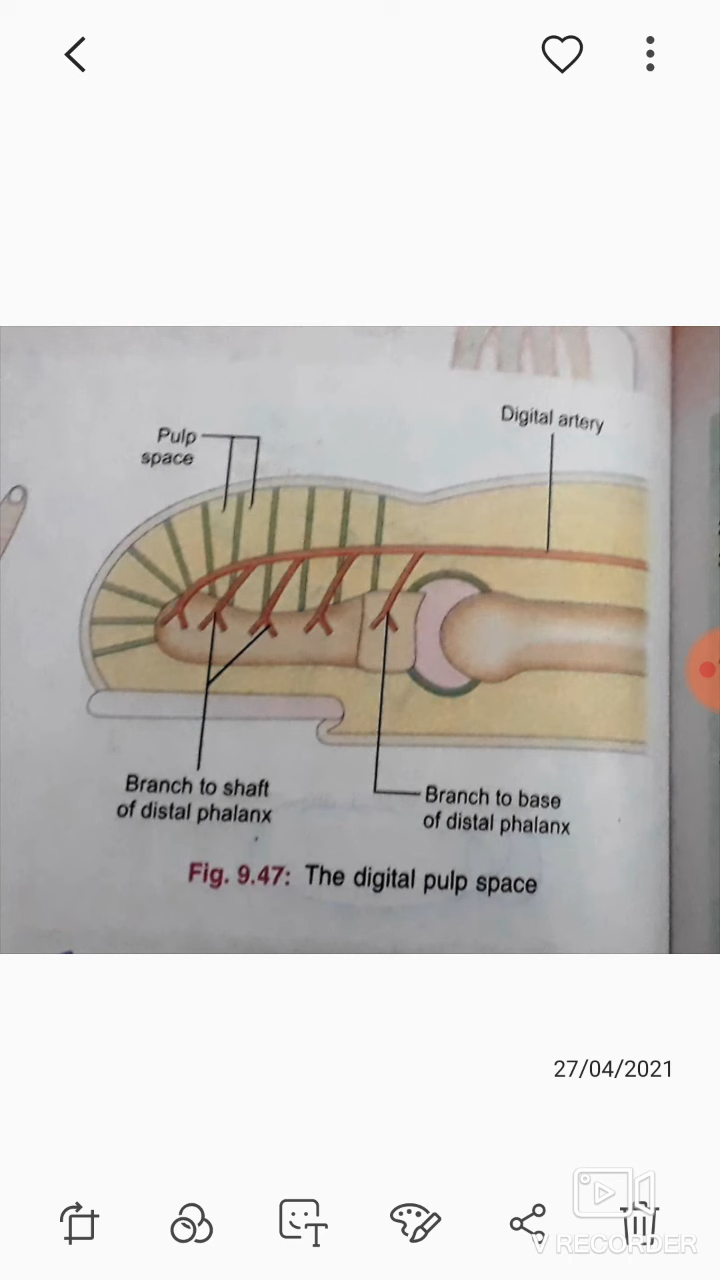 Pulp
space
Digital artery
Branch to shaft
of distal phalanx
Branch to base
of distal phalanx
Fig. 9.47: The digital pulp space
27/04/2021
T
V RECORDER